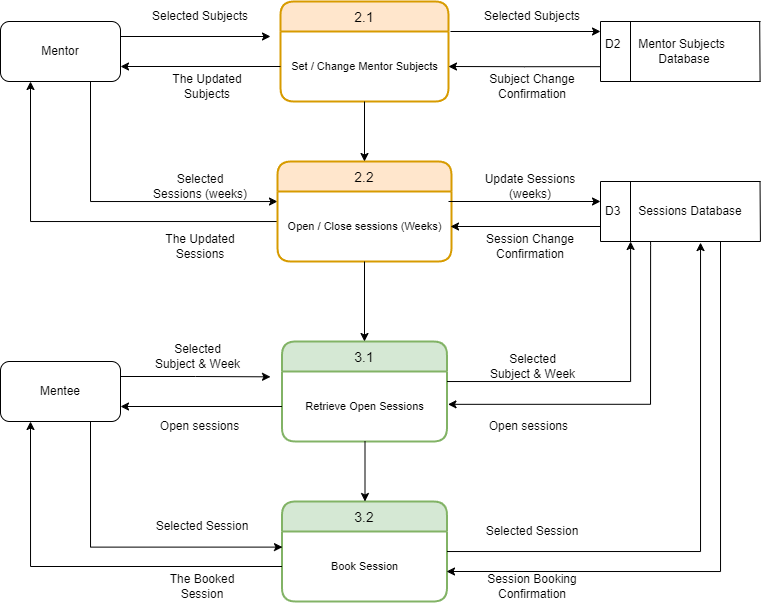 Selected Subjects
2.1
Selected Subjects
Mentor
Set / Change Mentor Subjects
D2
Mentor Subjects
Database
The Updated
Subjects
Subject Change
Confirmation
Selected
Sessions (weeks)
2.2
Update Sessions
(weeks)
Open / Close sessions (Weeks)
D3
Sessions Database
The Updated
Sessions
Session Change
Confirmation
Selected
Subject & Week
3.1
Selected
Subject & Week
Mentee
Retrieve Open Sessions
Open sessions
Open sessions
3.2
Selected Session
Selected Session
Book Session
The Booked
Session
Session Booking
Confirmation